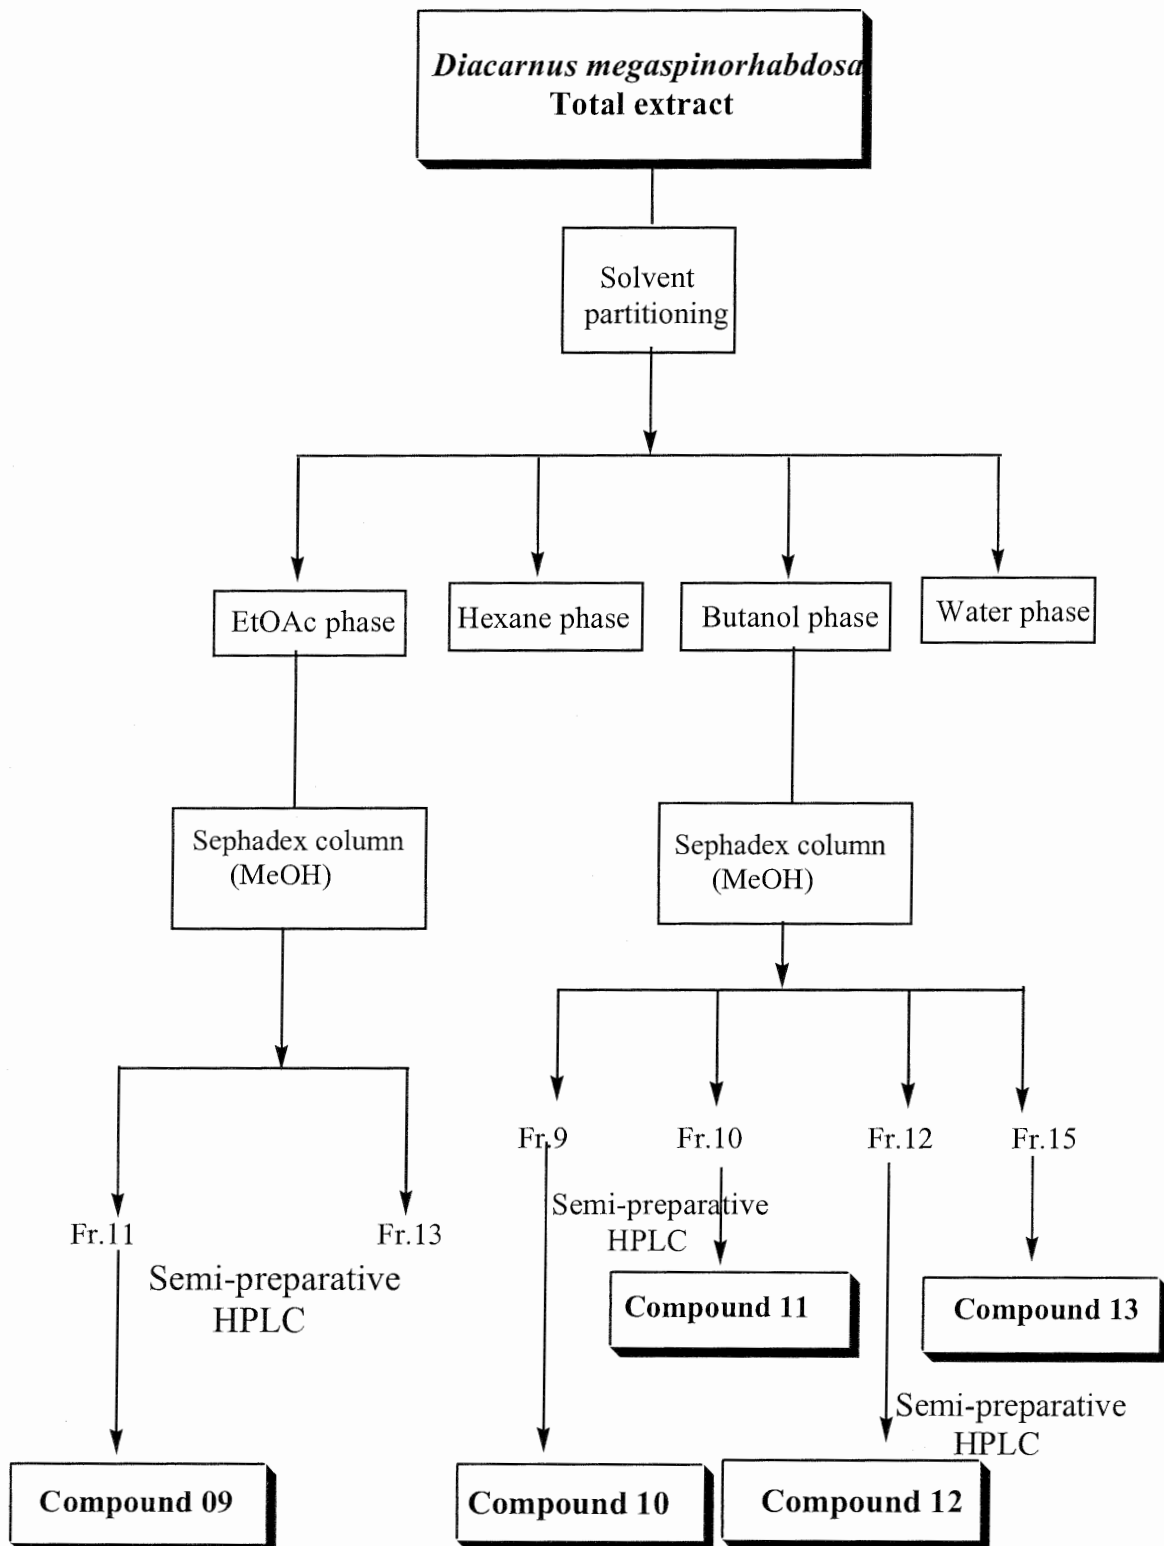 Diacarnus megaspinorhabdosa
Total extract
Solvent
partitioning
EtOAc phase
Hexane phase
Butanol phase
Water phase
Sephadex column
(MeOH)
Sephadex column
(MeOH)
Fr.9
Fr.10
Fr.12
Fr.15
Semi-preparative
HPLC
Fr.11
Fr.13
Semi-preparative
HPLC
Compound 11
Compound 13
Semi-preparative
HPLC
Compound 09
Compound 10
Compound 12